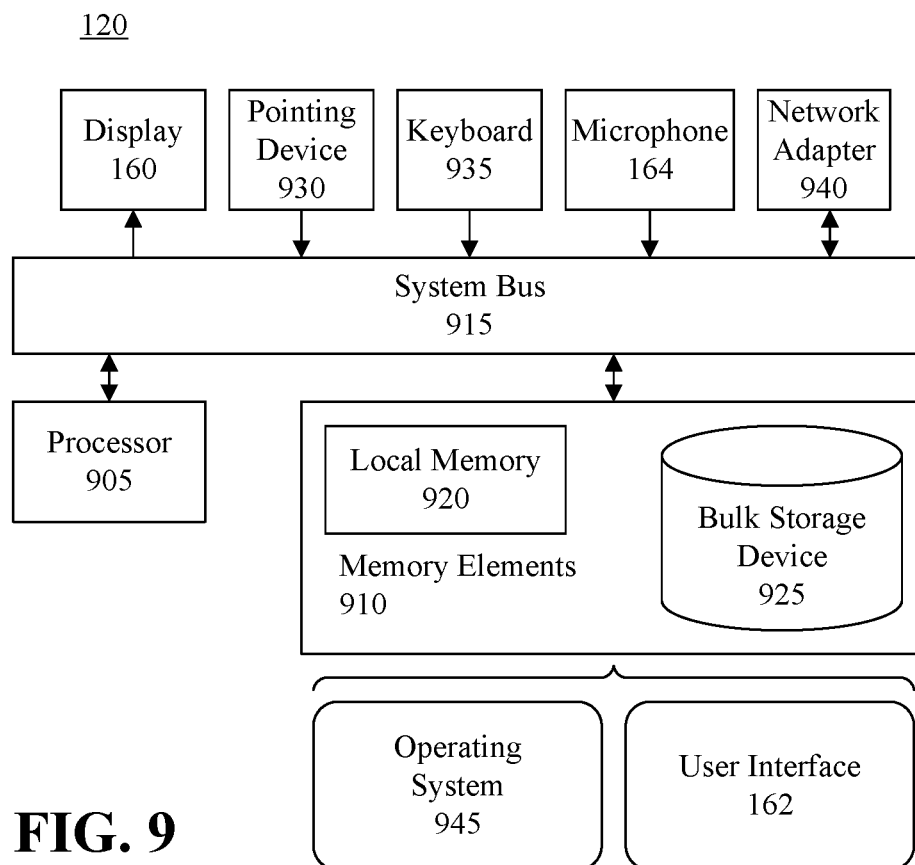 120
Display
160
Pointing
Device
930
Keyboard
935
Microphone
164
Network
Adapter
940
System Bus
915
Processor
905
Local Memory
920
Memory Elements
910
Bulk Storage
Device
925
Operating
System
945
User Interface
162
FIG. 9